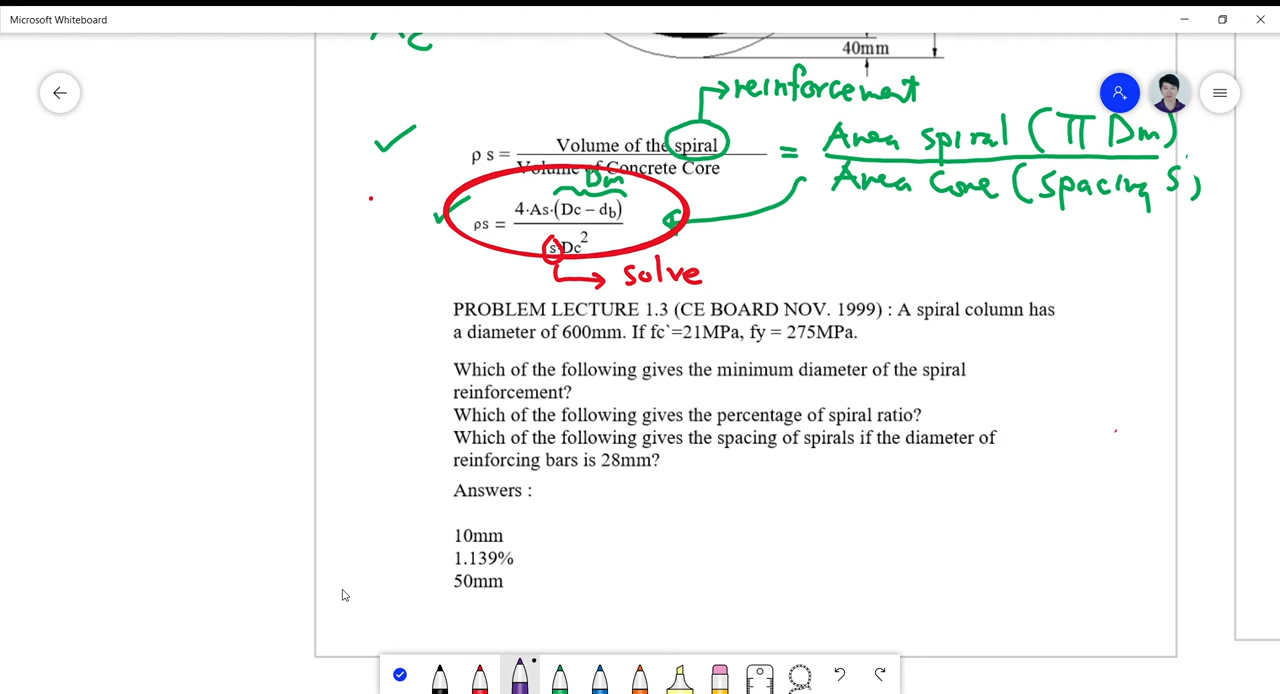 Microsoft Whiteboard
40mm
reinforcement
Volume of the spiral
ρ s =
Volume of Concrete Core
= Area spiral (π Dm)
Area Core (spacing s)
Dm
4·As·(Dc − db)
ρs =
s·Dc²
solve
PROBLEM LECTURE 1.3 (CE BOARD NOV. 1999) : A spiral column has
a diameter of 600mm. If fc`=21MPa, fy = 275MPa.
Which of the following gives the minimum diameter of the spiral
reinforcement?
Which of the following gives the percentage of spiral ratio?
Which of the following gives the spacing of spirals if the diameter of
reinforcing bars is 28mm?
Answers :
10mm
1.139%
50mm